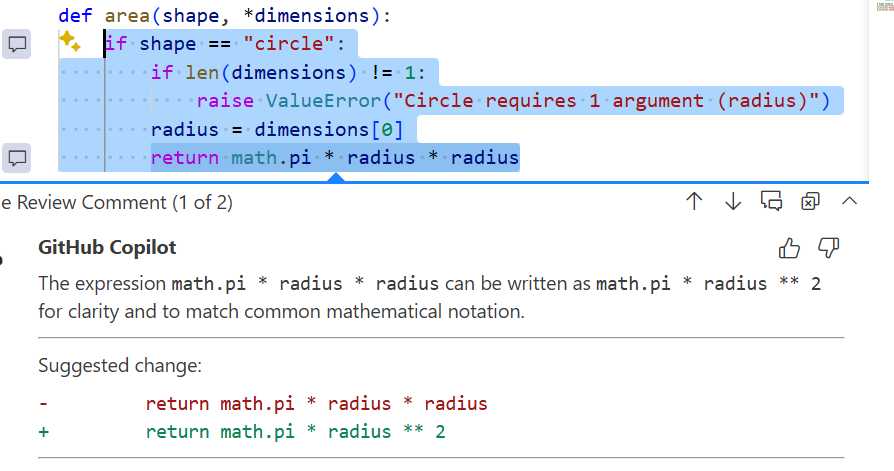 def area(shape, *dimensions):
if shape == "circle":
if len(dimensions) != 1:
raise ValueError("Circle requires 1 argument (radius)")
radius = dimensions[0]
return math.pi * radius * radius
e Review Comment (1 of 2)
GitHub Copilot
The expression math.pi * radius * radius can be written as math.pi * radius ** 2
for clarity and to match common mathematical notation.
Suggested change:
- return math.pi * radius * radius
+ return math.pi * radius ** 2